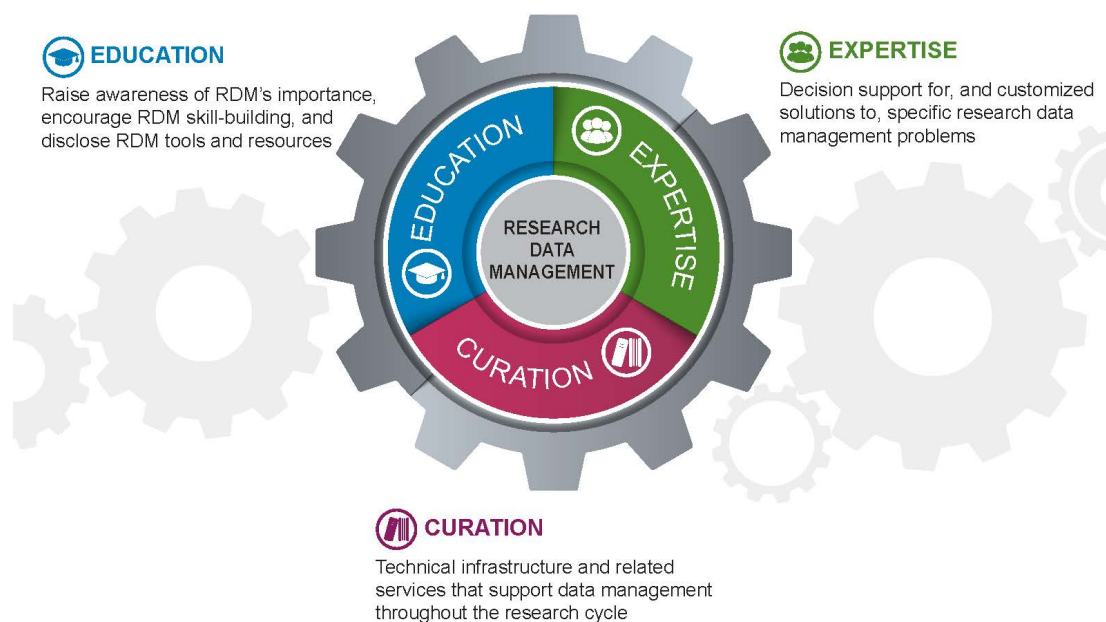 EDUCATION
Raise awareness of RDM's importance,
encourage RDM skill-building, and
disclose RDM tools and resources
EXPERTISE
Decision support for, and customized
solutions to, specific research data
management problems
EDUCATION
EXPERTISE
RESEARCH
DATA
MANAGEMENT
CURATION
CURATION
Technical infrastructure and related
services that support data management
throughout the research cycle